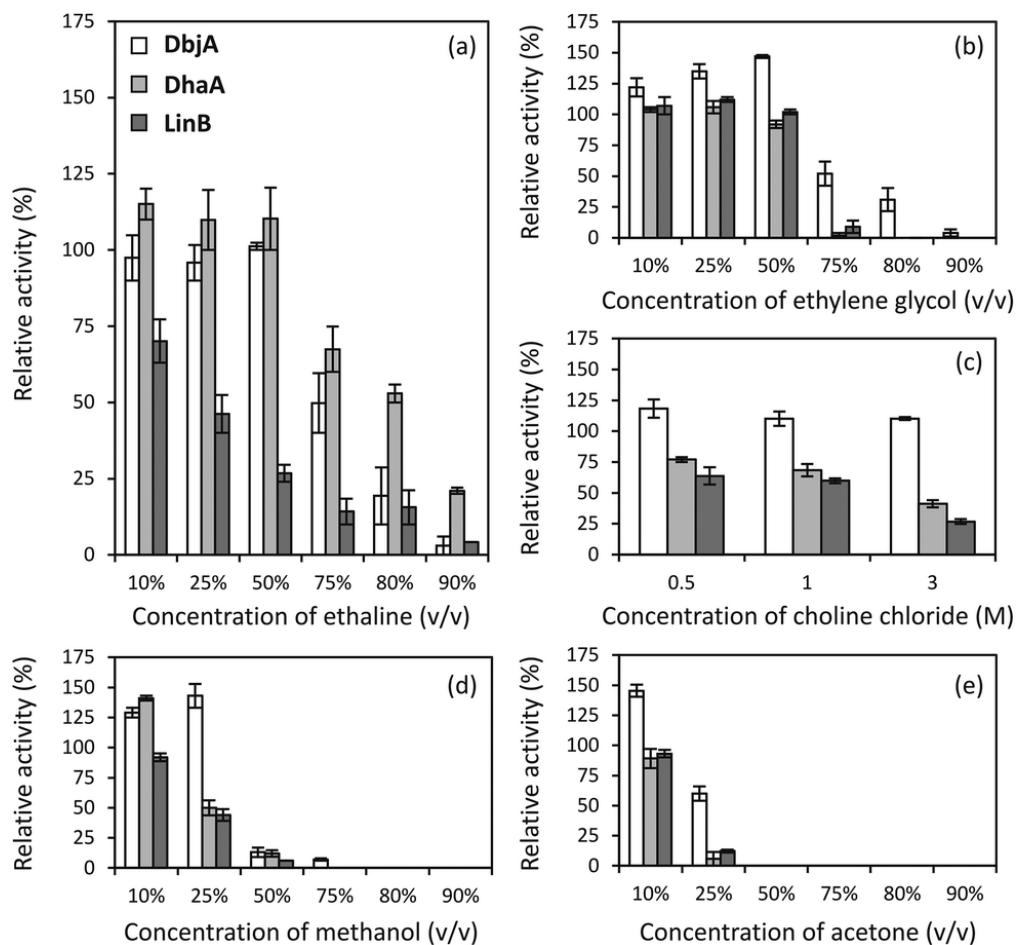 175
150
125
100
75
50
25
0
Relative activity (%)
DbjA
DhaA
LinB
(a)
10% 25% 50% 75% 80% 90%
Concentration of ethaline (v/v)
175
150
125
100
75
50
25
0
Relative activity (%)
(b)
10% 25% 50% 75% 80% 90%
Concentration of ethylene glycol (v/v)
175
150
125
100
75
50
25
0
Relative activity (%)
(c)
0.5 1 3
Concentration of choline chloride (M)
175
150
125
100
75
50
25
0
Relative activity (%)
(d)
10% 25% 50% 75% 80% 90%
Concentration of methanol (v/v)
175
150
125
100
75
50
25
0
Relative activity (%)
(e)
10% 25% 50% 75% 80% 90%
Concentration of acetone (v/v)